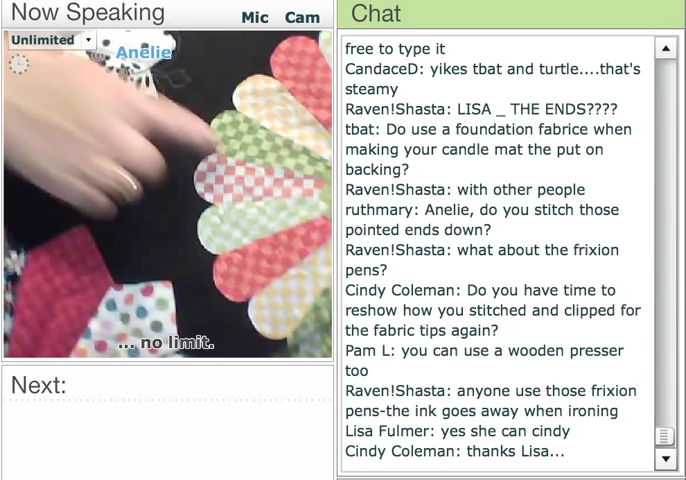 Now Speaking
Mic Cam
Unlimited
Anelie
... no limit.
Next:
Chat
free to type it
CandaceD: yikes tbat and turtle....that's
steamy
Raven!Shasta: LISA _ THE ENDS????
tbat: Do use a foundation fabrice when
making your candle mat the put on
backing?
Raven!Shasta: with other people
ruthmary: Anelie, do you stitch those
pointed ends down?
Raven!Shasta: what about the frixion
pens?
Cindy Coleman: Do you have time to
reshow how you stitched and clipped for
the fabric tips again?
Pam L: you can use a wooden presser
too
Raven!Shasta: anyone use those frixion
pens-the ink goes away when ironing
Lisa Fulmer: yes she can cindy
Cindy Coleman: thanks Lisa...